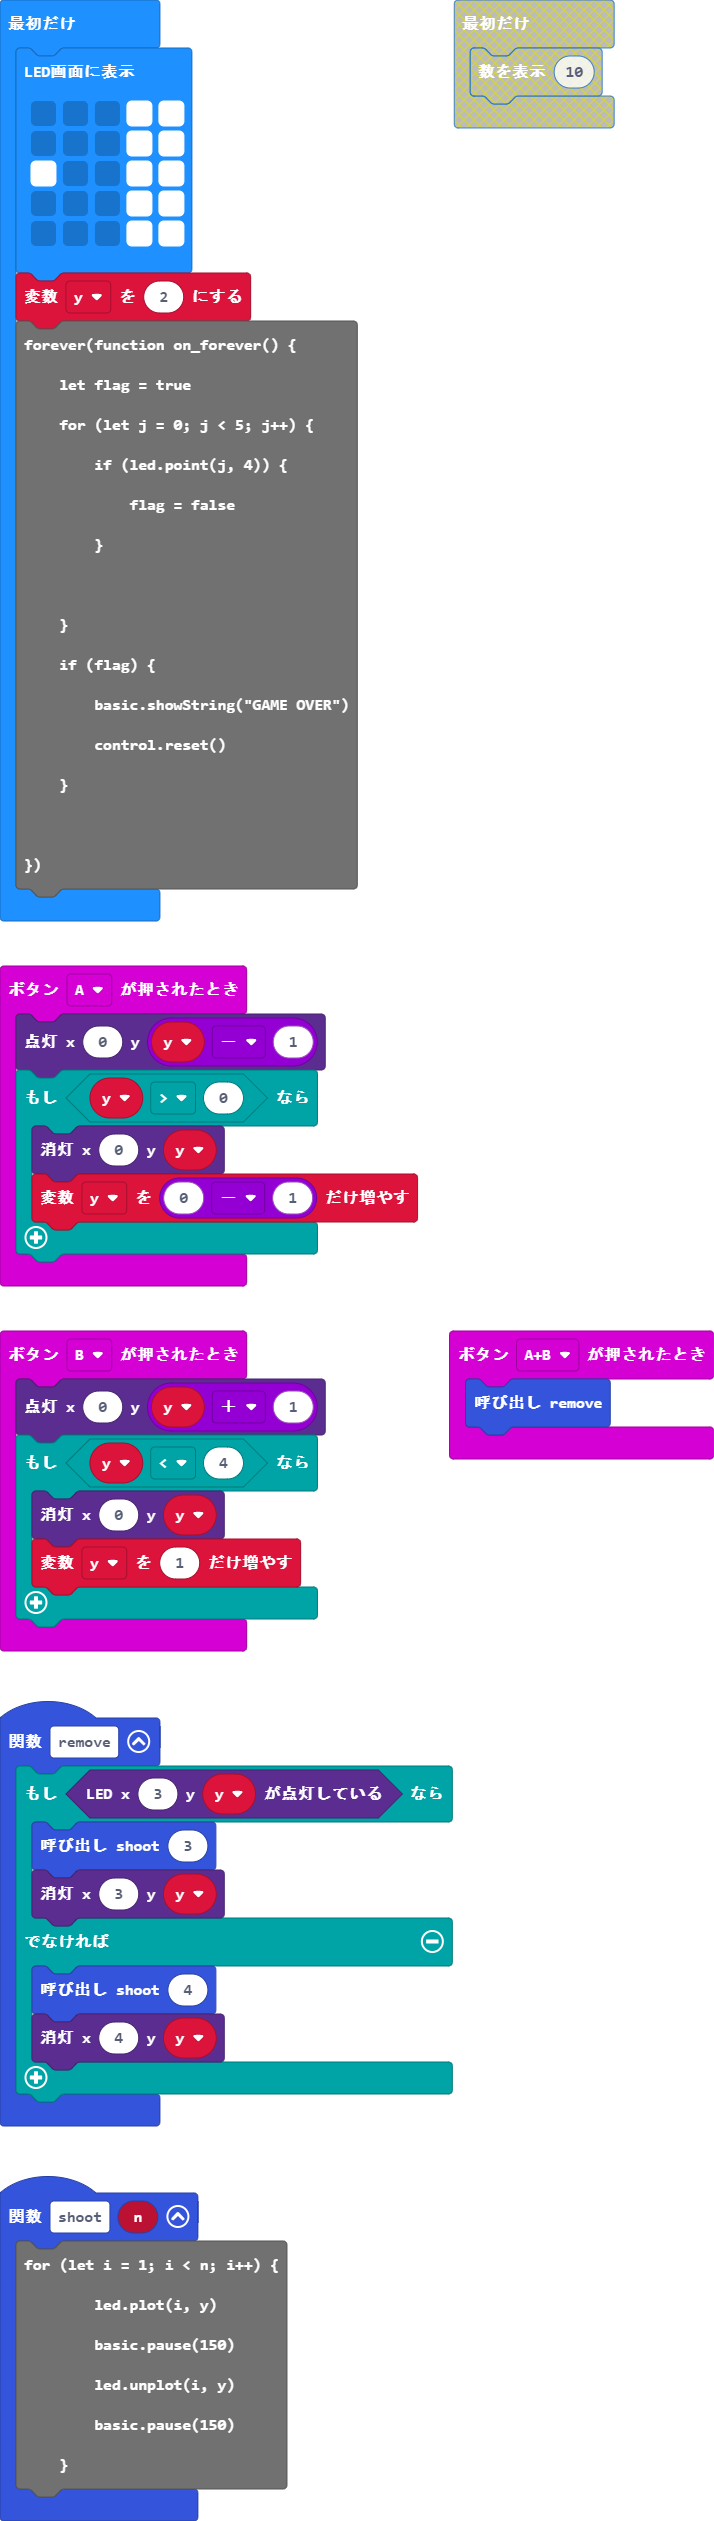 最初だけ
LED画面に表示
変数 y を 2 にする
forever(function on_forever() {
let flag = true
for (let j = 0; j < 5; j++) {
if (led.point(j, 4)) {
flag = false
}
}
if (flag) {
basic.showString("GAME OVER")
control.reset()
}
})
最初だけ
数を表示 10
ボタン A が押されたとき
点灯 x 0 y y - 1
もし y > 0 なら
消灯 x 0 y y
変数 y を 0 - 1 だけ増やす
ボタン B が押されたとき
点灯 x 0 y y + 1
もし y < 4 なら
消灯 x 0 y y
変数 y を 1 だけ増やす
ボタン A+B が押されたとき
呼び出し remove
関数 remove
もし LED x 3 y y が点灯している なら
呼び出し shoot 3
消灯 x 3 y y
でなければ
呼び出し shoot 4
消灯 x 4 y y
関数 shoot n
for (let i = 1; i < n; i++) {
led.plot(i, y)
basic.pause(150)
led.unplot(i, y)
basic.pause(150)
}